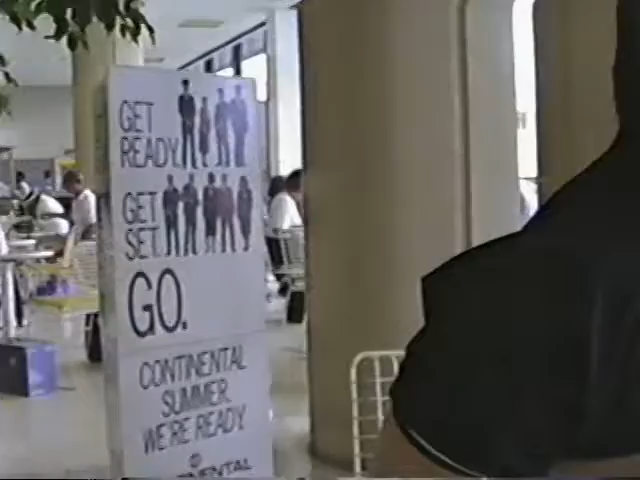 GET
READY.
GET
SET.
GO.
CONTINENTAL
SUMMER.
WE'RE READY.